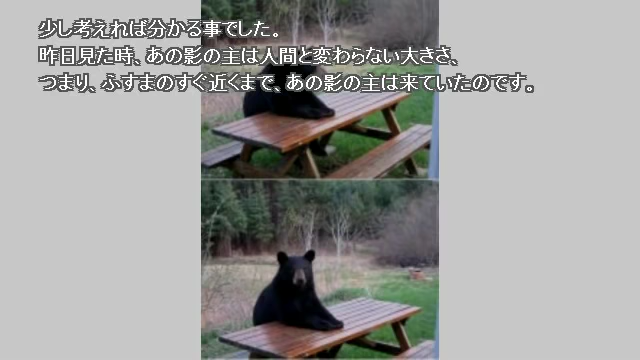 少し考えれば分かる事でした。
昨日見た時、あの影の主は人間と変わらない大きさ、
つまり、ふすまのすぐ近くまで、あの影の主は来ていたのです。